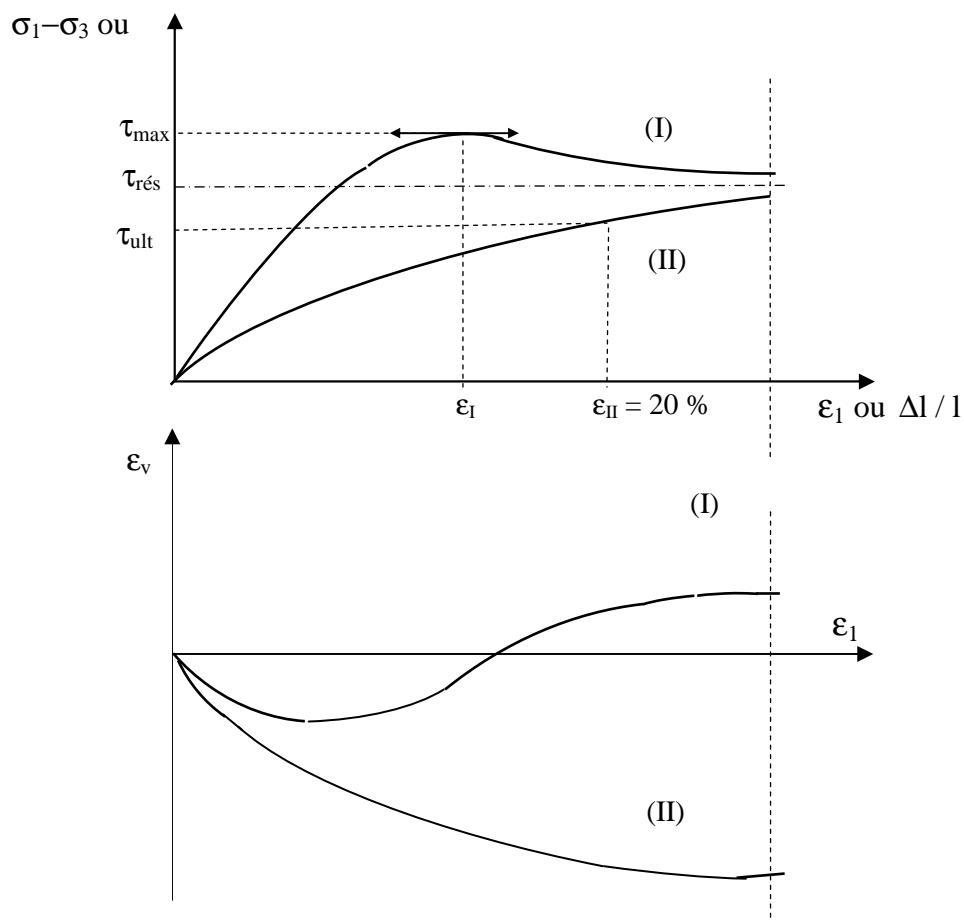 σ₁−σ₃ ou
τmax
(I)
τrés
τult
(II)
εI
εII = 20 %
ε₁ ou Δl / l
εv
(I)
ε₁
(II)